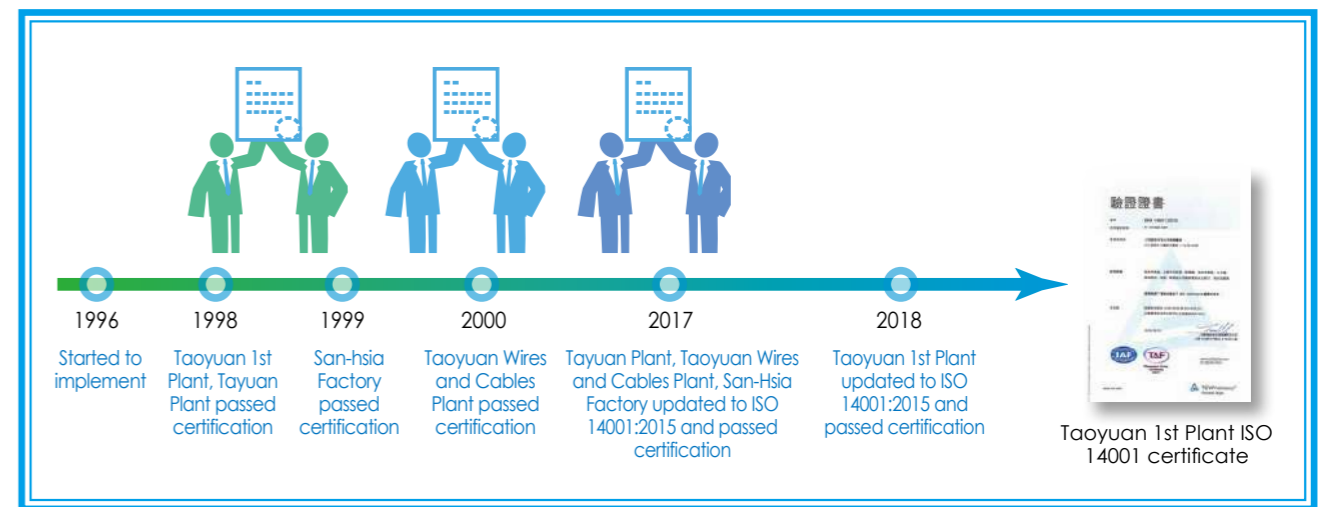 1996
Started to
implement
1998
Taoyuan 1st
Plant, Tayuan
Plant passed
certification
1999
San-hsia
Factory
passed
certification
2000
Taoyuan Wires
and Cables
Plant passed
certification
2017
Tayuan Plant, Taoyuan Wires
and Cables Plant, San-Hsia
Factory updated to ISO
14001:2015 and passed
certification
2018
Taoyuan 1st Plant
updated to ISO
14001:2015 and
passed certification
驗證證書
IAF
TAF
Taoyuan 1st Plant ISO
14001 certificate